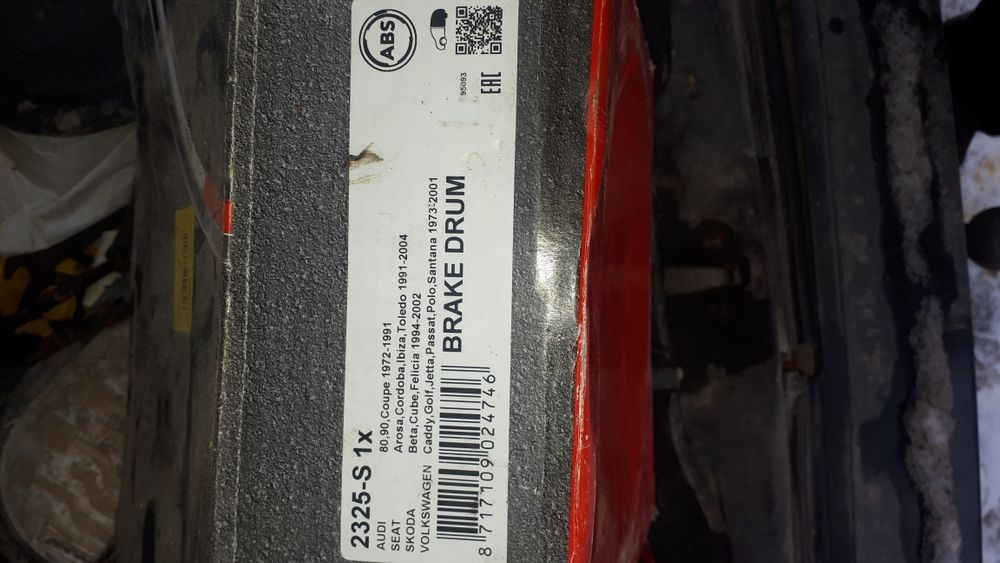 ABS
95093
EAC
2325-S 1x
AUDI 80,90,Coupe 1972-1991
SEAT Arosa,Cordoba,Ibiza,Toledo 1991-2004
SKODA Beta,Cube,Felicia 1994-2002
VOLKSWAGEN Caddy,Golf,Jetta,Passat,Polo,Santana 1973-2001
BRAKE DRUM
8 717109 024746